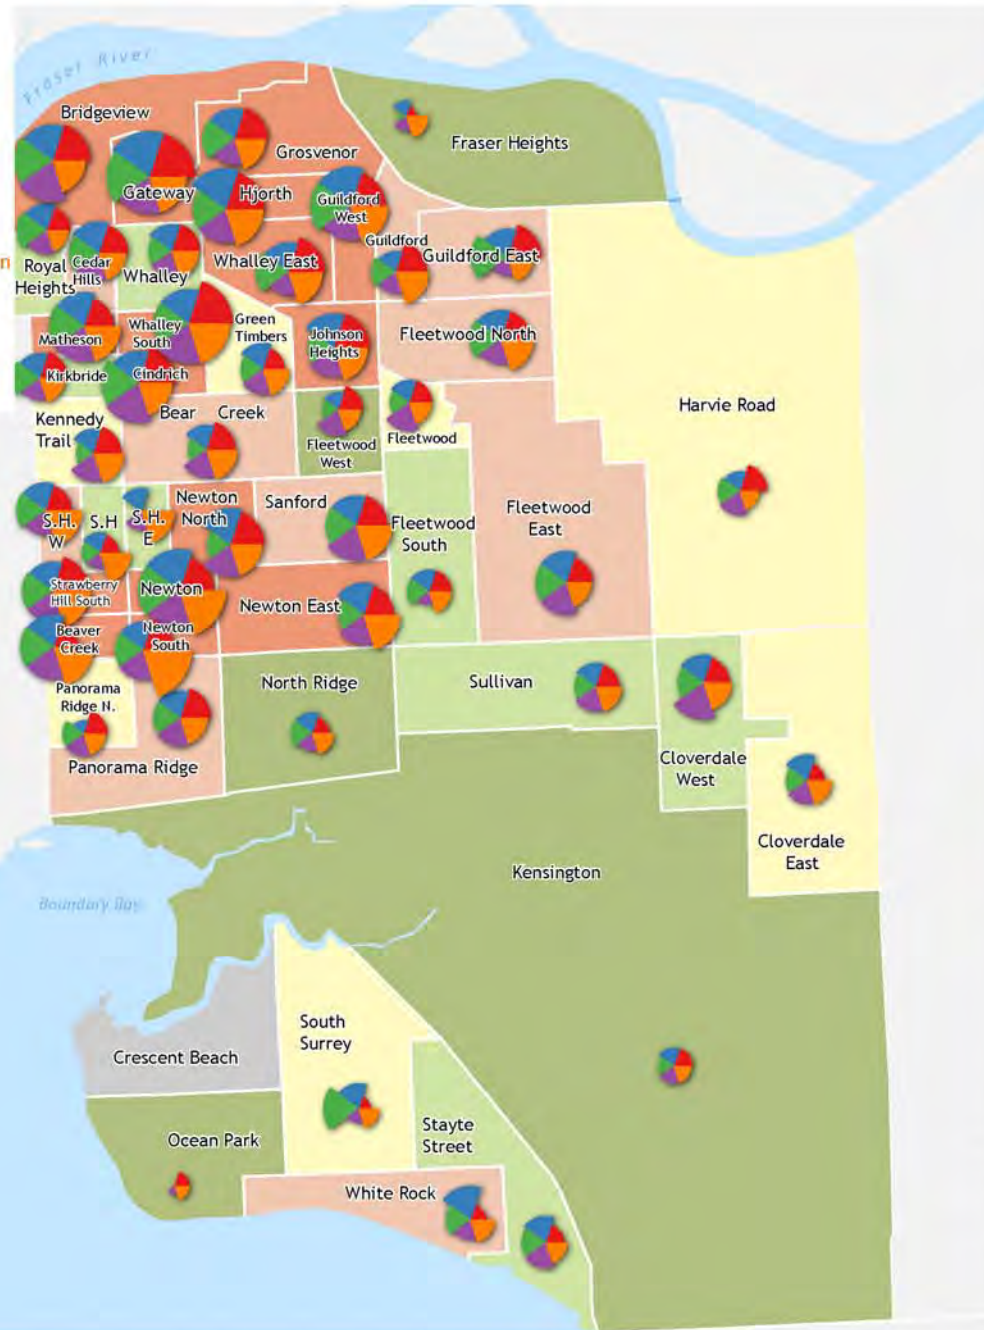 Fraser River
Bridgeview
Fraser Heights
Grosvenor
Gateway
Hjorth
Guildford
West
Guildford
Guildford East
n
Royal
Heights
Cedar
Hills
Whalley
Whalley East
Matheson
Whalley
South
Green
Timbers
Johnson
Heights
Fleetwood North
Kirkbride
Cindrich
Harvie Road
Kennedy
Trail
Bear Creek
Fleetwood
West
Fleetwood
S.H.
W
S.H
S.H.
E
Newton
North
Sanford
Fleetwood
South
Fleetwood
East
Strawberry
Hill South
Newton
Newton East
Beaver
Creek
Newton
South
Panorama
Ridge N.
North Ridge
Sullivan
Panorama Ridge
Cloverdale
West
Cloverdale
East
Kensington
Boundary Bay
South
Surrey
Crescent Beach
Stayte
Street
Ocean Park
White Rock